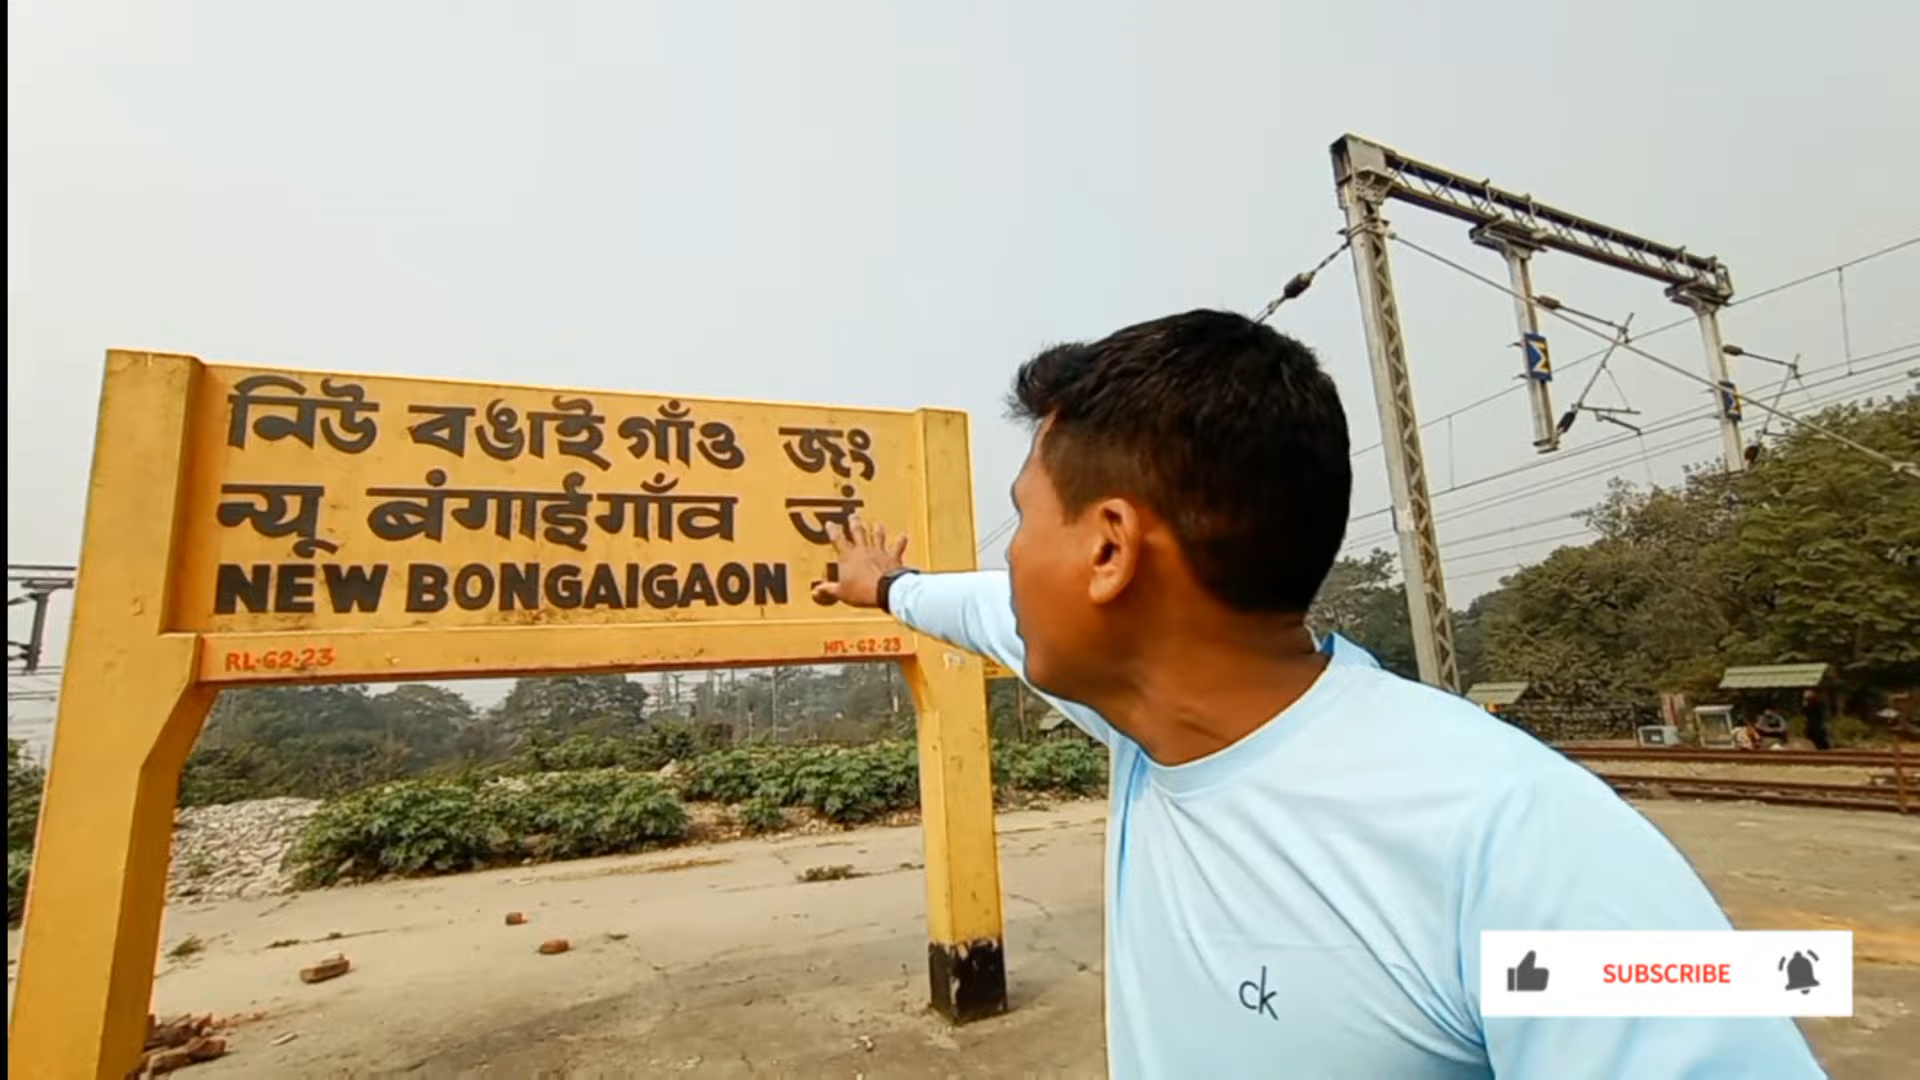 নিউ বঙাইগাঁও জং
न्यू बंगाईगाँव जं
NEW BONGAIGAON
RL-62-23
HFL-62-23
ck
SUBSCRIBE